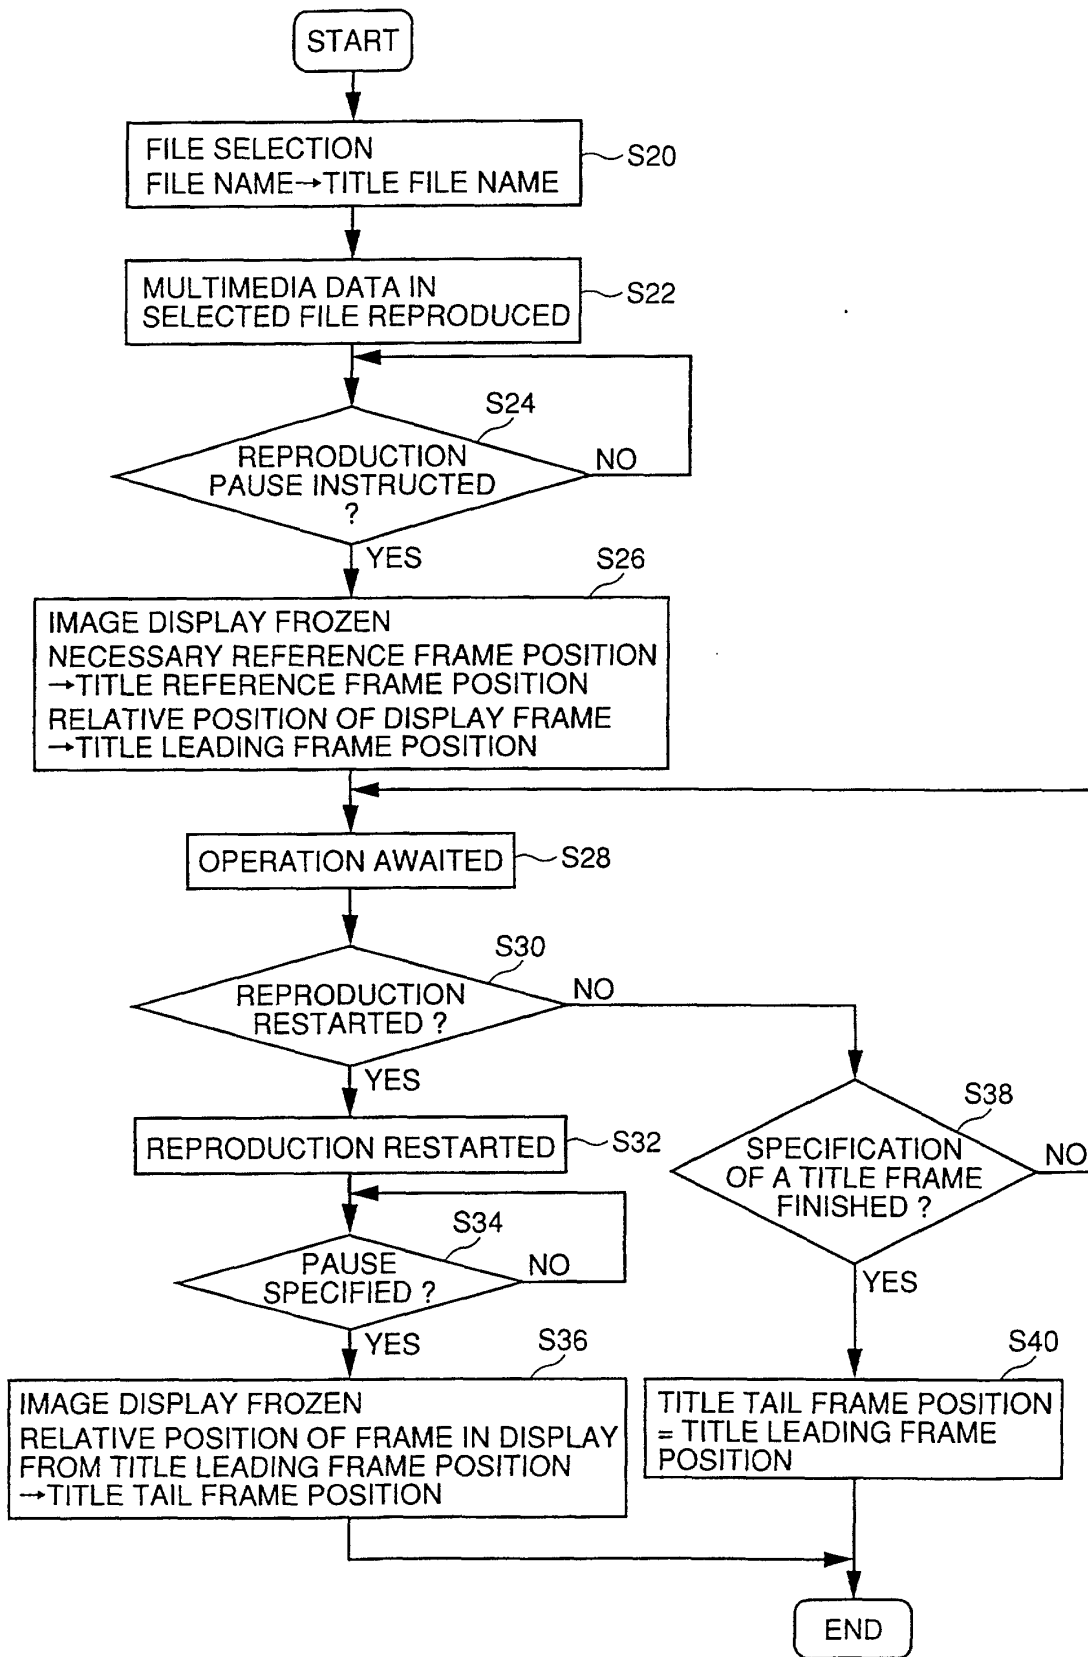 START
FILE SELECTION
FILE NAME→TITLE FILE NAME
S20
MULTIMEDIA DATA IN
SELECTED FILE REPRODUCED
S22
S24
REPRODUCTION
PAUSE INSTRUCTED
?
NO
YES
S26
IMAGE DISPLAY FROZEN
NECESSARY REFERENCE FRAME POSITION
→TITLE REFERENCE FRAME POSITION
RELATIVE POSITION OF DISPLAY FRAME
→TITLE LEADING FRAME POSITION
OPERATION AWAITED
S28
S30
REPRODUCTION
RESTARTED ?
NO
YES
REPRODUCTION RESTARTED
S32
S38
SPECIFICATION
OF A TITLE FRAME
FINISHED ?
NO
YES
S34
PAUSE
SPECIFIED ?
NO
YES
S36
IMAGE DISPLAY FROZEN
RELATIVE POSITION OF FRAME IN DISPLAY
FROM TITLE LEADING FRAME POSITION
→TITLE TAIL FRAME POSITION
S40
TITLE TAIL FRAME POSITION
= TITLE LEADING FRAME
POSITION
END